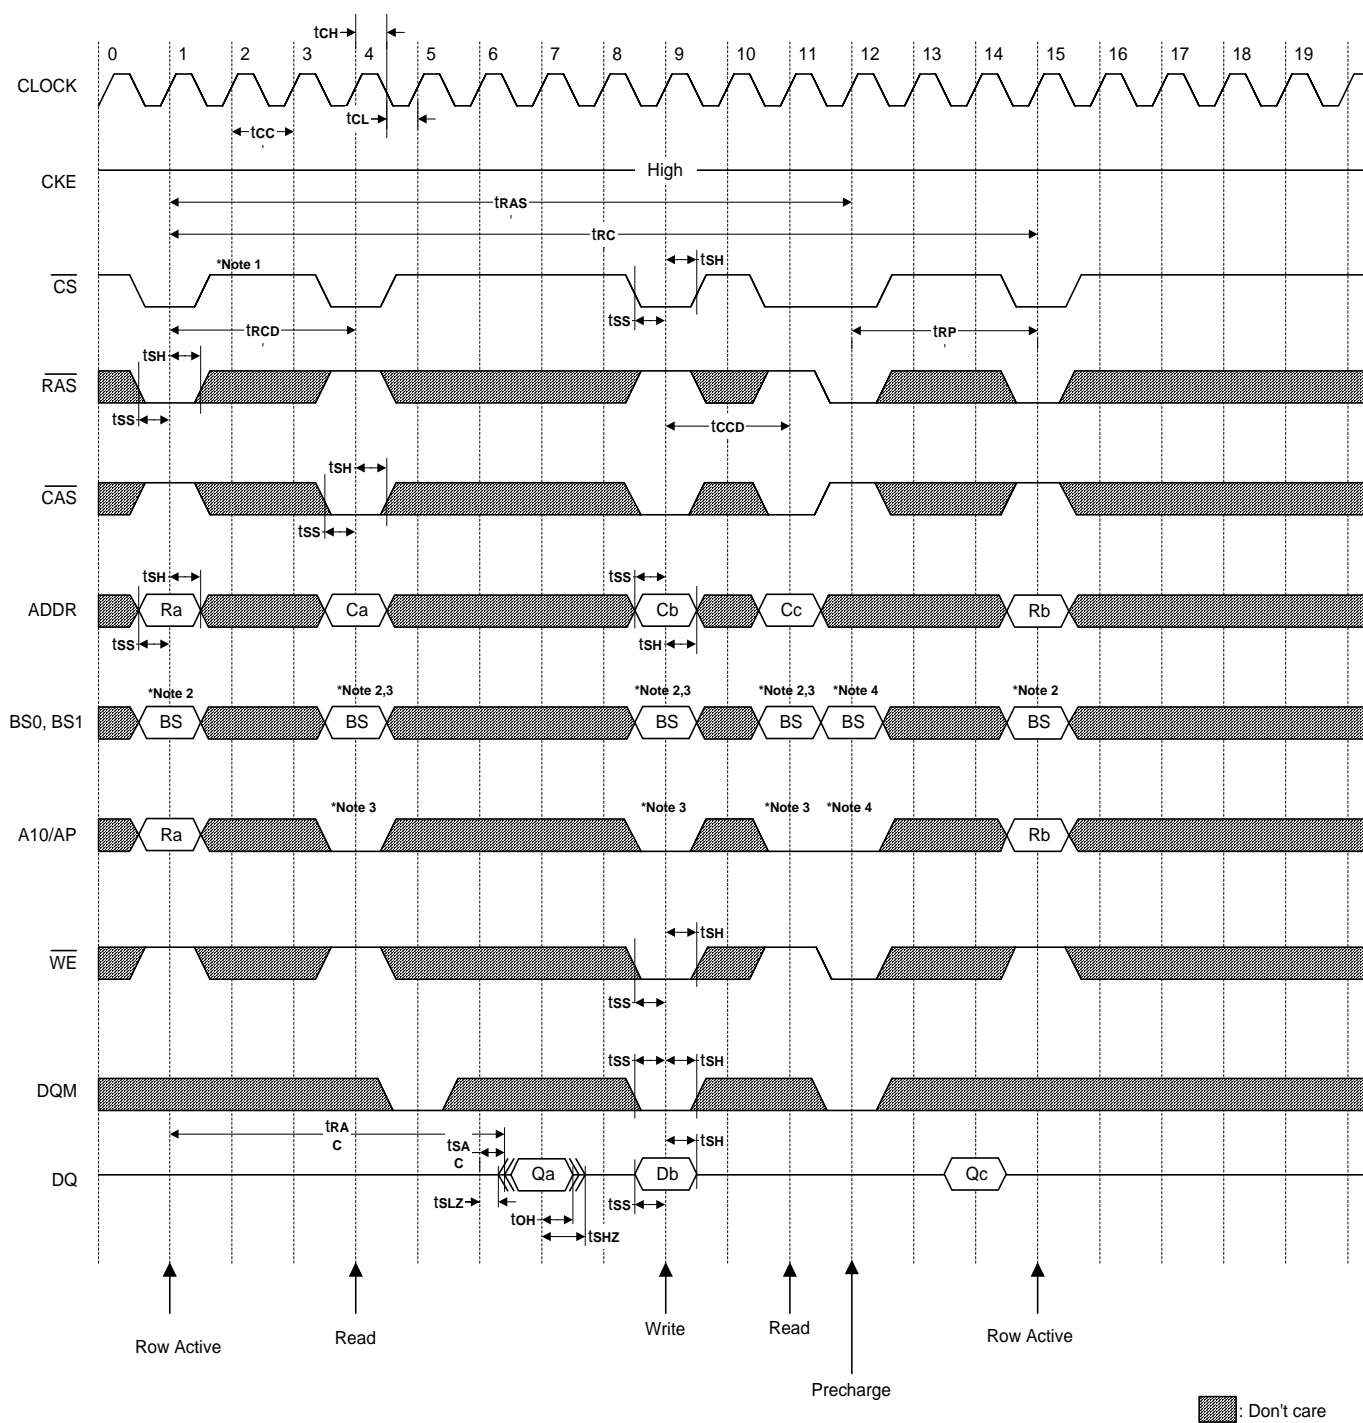 tCH
0 1 2 3 4 5 6 7 8 9 10 11 12 13 14 15 16 17 18 19
CLOCK
tCL
tCC
High
CKE
tRAS
tRC
*Note 1
tSH
CS
tSS
tRCD
tRP
tSH
RAS
tSS
tCCD
tSH
CAS
tSS
tSH
tSS
ADDR
Ra Ca Cb Cc Rb
tSS
tSH
*Note 2 *Note 2,3 *Note 2,3 *Note 2,3 *Note 4 *Note 2
BS0, BS1
BS BS BS BS BS BS
*Note 3 *Note 3 *Note 3 *Note 4
A10/AP
Ra Rb
tSH
WE
tSS
tSS tSH
DQM
tRA
C
tSA
C
tSH
DQ
Qa Db Qc
tSLZ
tSS
tOH
tSHZ
Row Active
Read
Write
Read
Row Active
Precharge
: Don't care